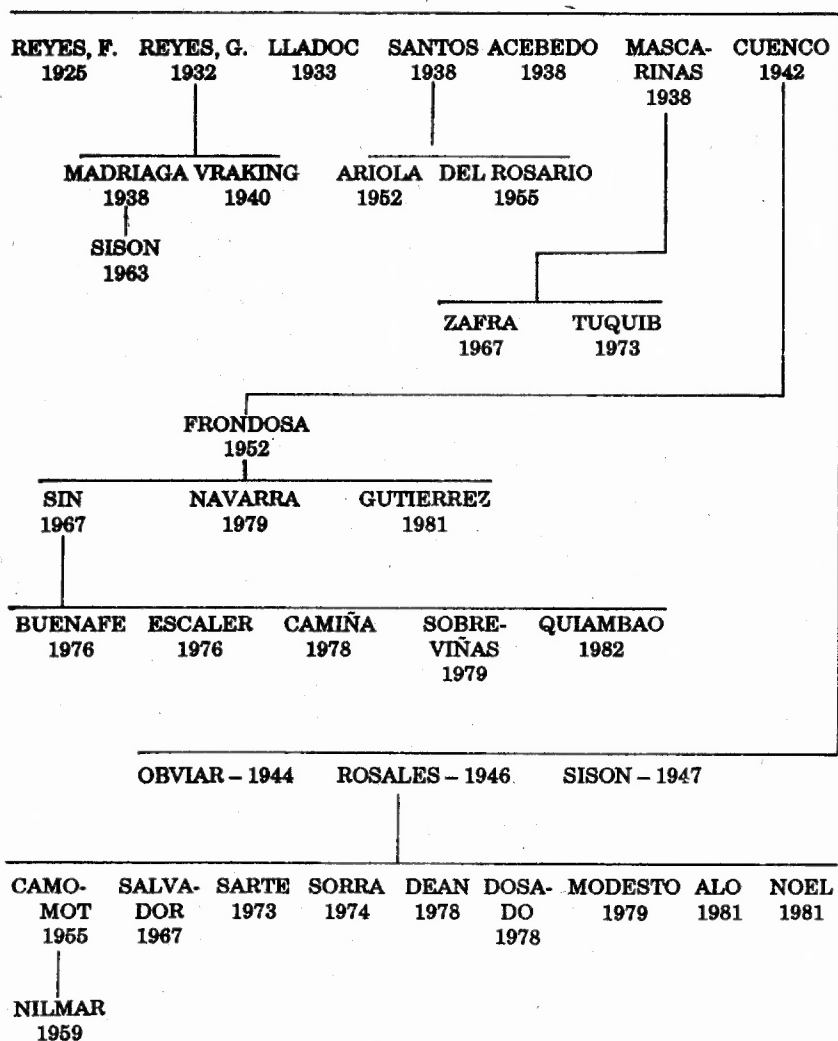 REYES, F. REYES, G. LLADOC SANTOS ACEBEDO MASCA- CUENCO
1925 1932 1933 1938 1938 RINAS 1942
1938
MADRIAGA VRAKING ARIOLA DEL ROSARIO
1938 1940 1952 1955
SISON
1963
ZAFRA TUQUIB
1967 1973
FRONDOSA
1952
SIN NAVARRA GUTIERREZ
1967 1979 1981
BUENAFE ESCALER CAMIÑA SOBRE- QUIAMBAO
1976 1976 1978 VIÑAS 1982
1979
OBVIAR – 1944 ROSALES – 1946 SISON – 1947
CAMO- SALVA- SARTE SORRA DEAN DOSA- MODESTO ALO NOEL
MOT DOR 1973 1974 1978 DO 1979 1981 1981
1955 1967 1978
NILMAR
1959